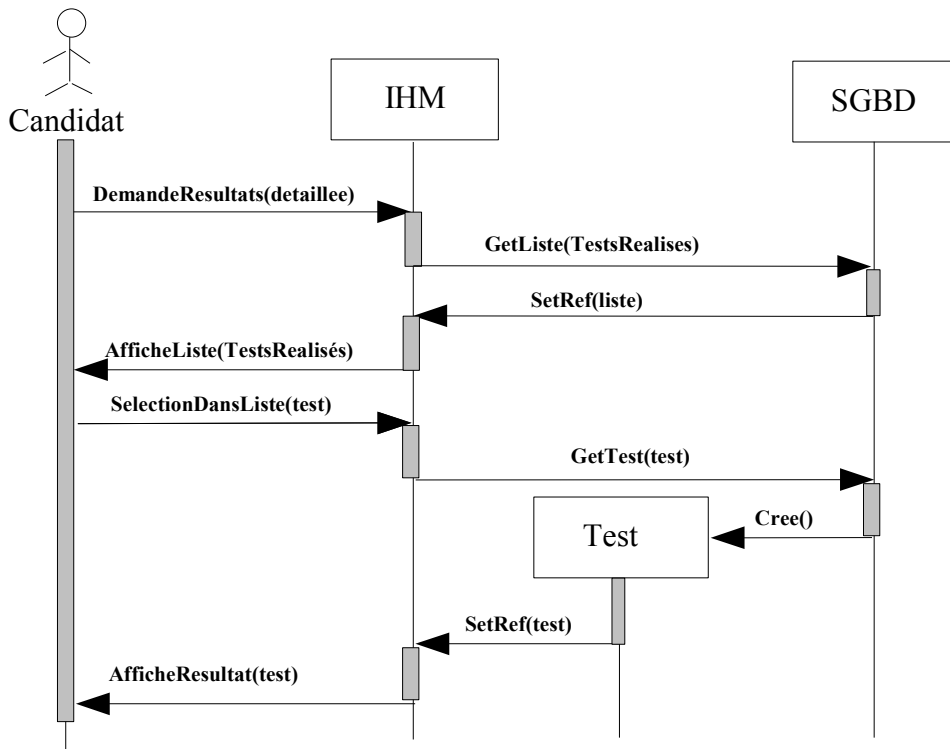 IHM
SGBD
Candidat
DemandeResultats(detaillee)
GetListe(TestsRealises)
SetRef(liste)
AfficheListe(TestsRealisés)
SelectionDansListe(test)
GetTest(test)
Cree()
Test
SetRef(test)
AfficheResultat(test)